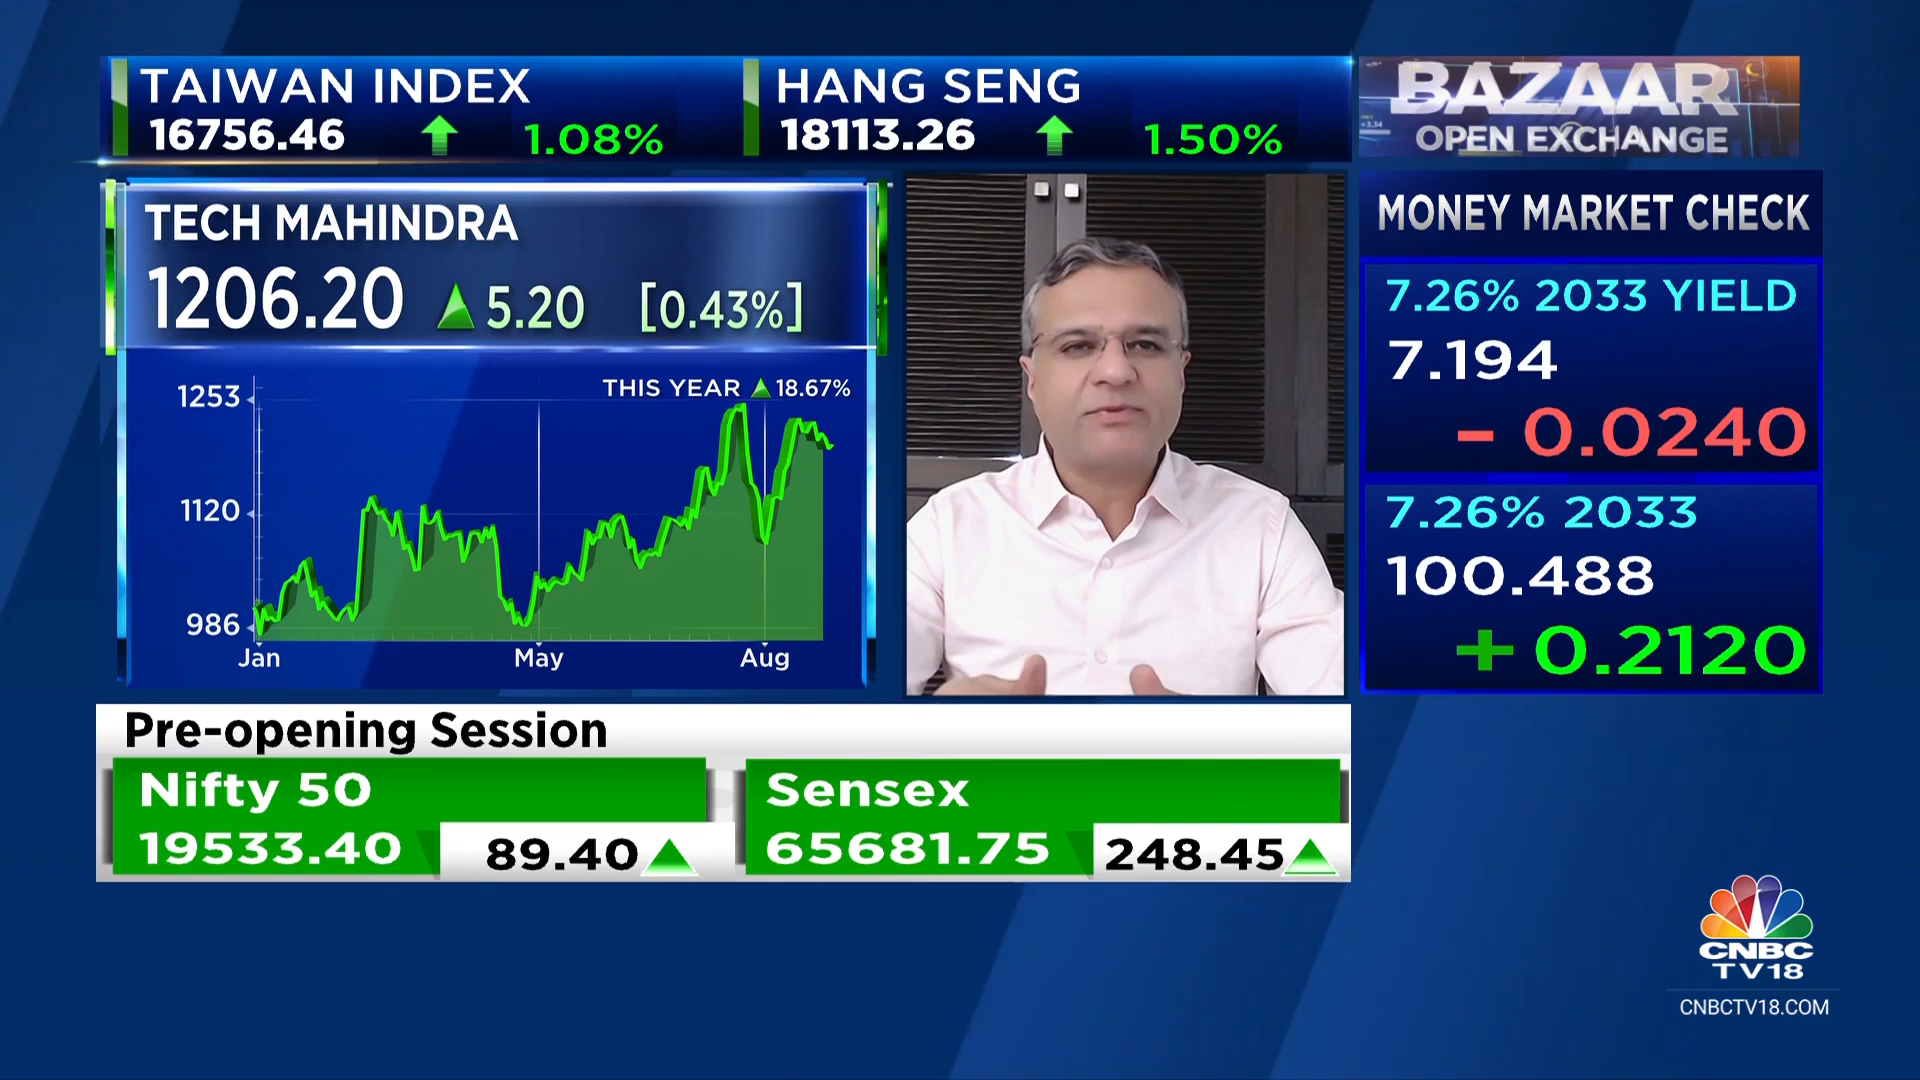 TAIWAN INDEX
16756.46 1.08%
HANG SENG
18113.26 1.50%
BAZAAR
OPEN EXCHANGE
TECH MAHINDRA
1206.20 5.20 [0.43%]
THIS YEAR 18.67%
1253
1120
986
Jan May Aug
MONEY MARKET CHECK
7.26% 2033 YIELD
7.194
- 0.0240
7.26% 2033
100.488
+ 0.2120
Pre-opening Session
Nifty 50
19533.40 89.40
Sensex
65681.75 248.45
CNBC
TV18
CNBCTV18.COM